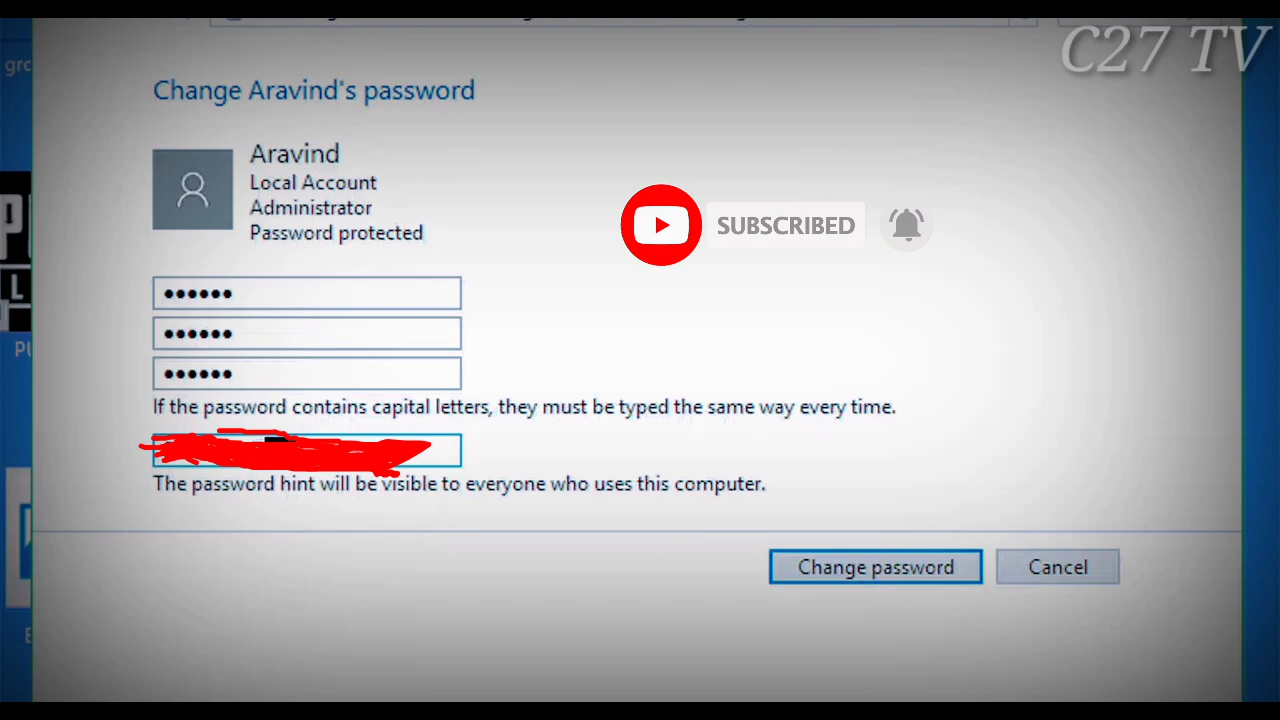 C27 TV
grc
Change Aravind's password
Aravind
Local Account
Administrator
Password protected
SUBSCRIBED
••••••
••••••
••••••
If the password contains capital letters, they must be typed the same way every time.
The password hint will be visible to everyone who uses this computer.
Change password
Cancel